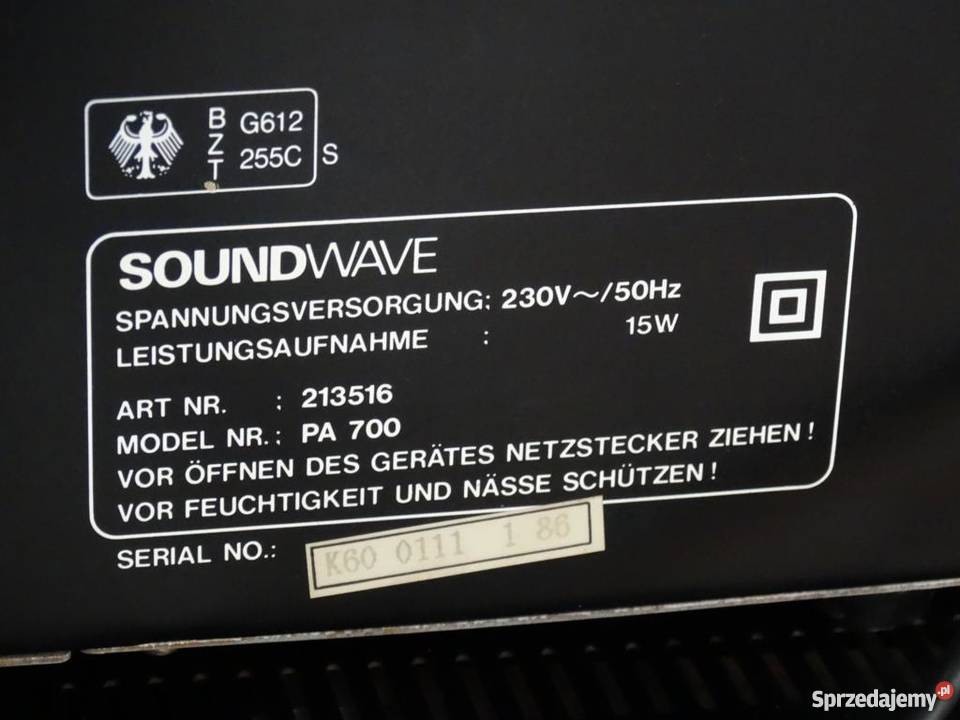 BZT G612
255C S
SOUNDWAVE
SPANNUNGSVERSORGUNG: 230V~/50Hz
LEISTUNGSAUFNAHME : 15W
ART NR. : 213516
MODEL NR.: PA 700
VOR ÖFFNEN DES GERÄTES NETZSTECKER ZIEHEN!
VOR FEUCHTIGKEIT UND NÄSSE SCHÜTZEN!
SERIAL NO.: K60 0111 1 86
Sprzedajemy.pl